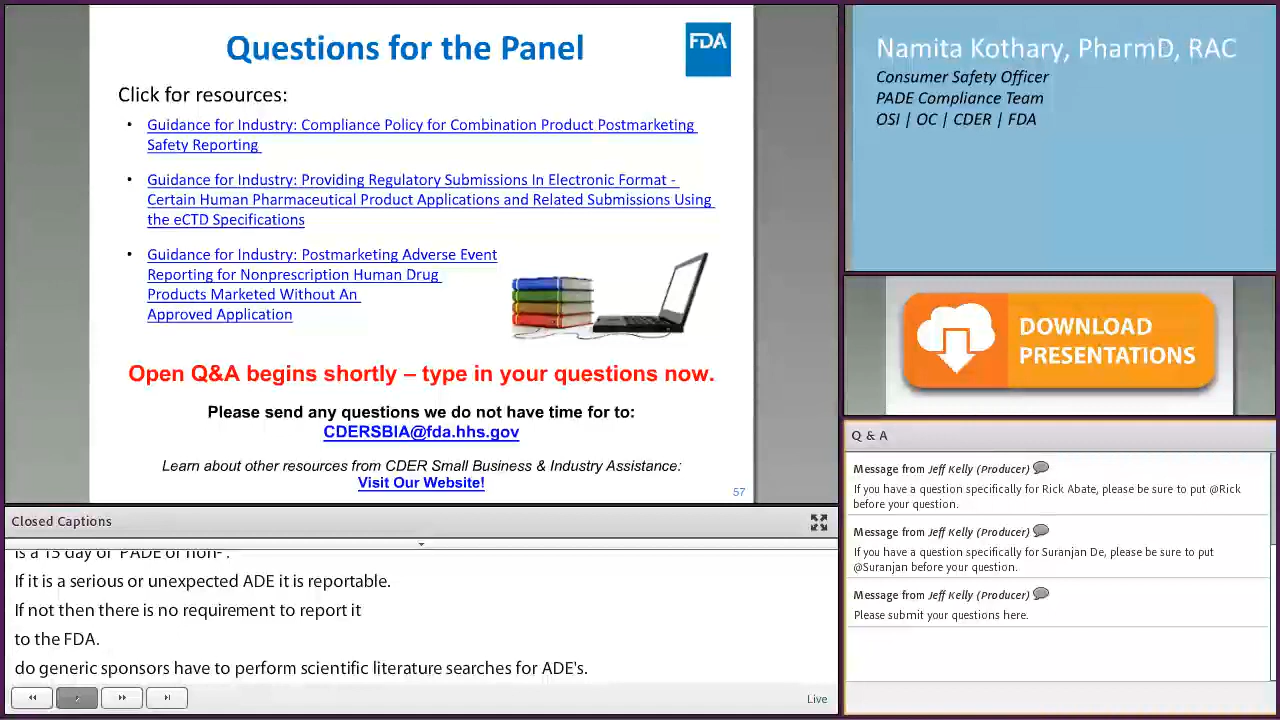 Questions for the Panel
FDA
Click for resources:
• Guidance for Industry: Compliance Policy for Combination Product Postmarketing
Safety Reporting
• Guidance for Industry: Providing Regulatory Submissions In Electronic Format -
Certain Human Pharmaceutical Product Applications and Related Submissions Using
the eCTD Specifications
• Guidance for Industry: Postmarketing Adverse Event
Reporting for Nonprescription Human Drug
Products Marketed Without An
Approved Application
Open Q&A begins shortly – type in your questions now.
Please send any questions we do not have time for to:
CDERSBIA@fda.hhs.gov
Learn about other resources from CDER Small Business & Industry Assistance:
Visit Our Website!
57
Closed Captions
is a 15 day or 'PADE or non- .
If it is a serious or unexpected ADE it is reportable.
If not then there is no requirement to report it
to the FDA.
do generic sponsors have to perform scientific literature searches for ADE's.
Live
Namita Kothary, PharmD, RAC
Consumer Safety Officer
PADE Compliance Team
OSI | OC | CDER | FDA
DOWNLOAD
PRESENTATIONS
Q & A
Message from Jeff Kelly (Producer)
If you have a question specifically for Rick Abate, please be sure to put @Rick
before your question.
Message from Jeff Kelly (Producer)
If you have a question specifically for Suranjan De, please be sure to put
@Suranjan before your question.
Message from Jeff Kelly (Producer)
Please submit your questions here.